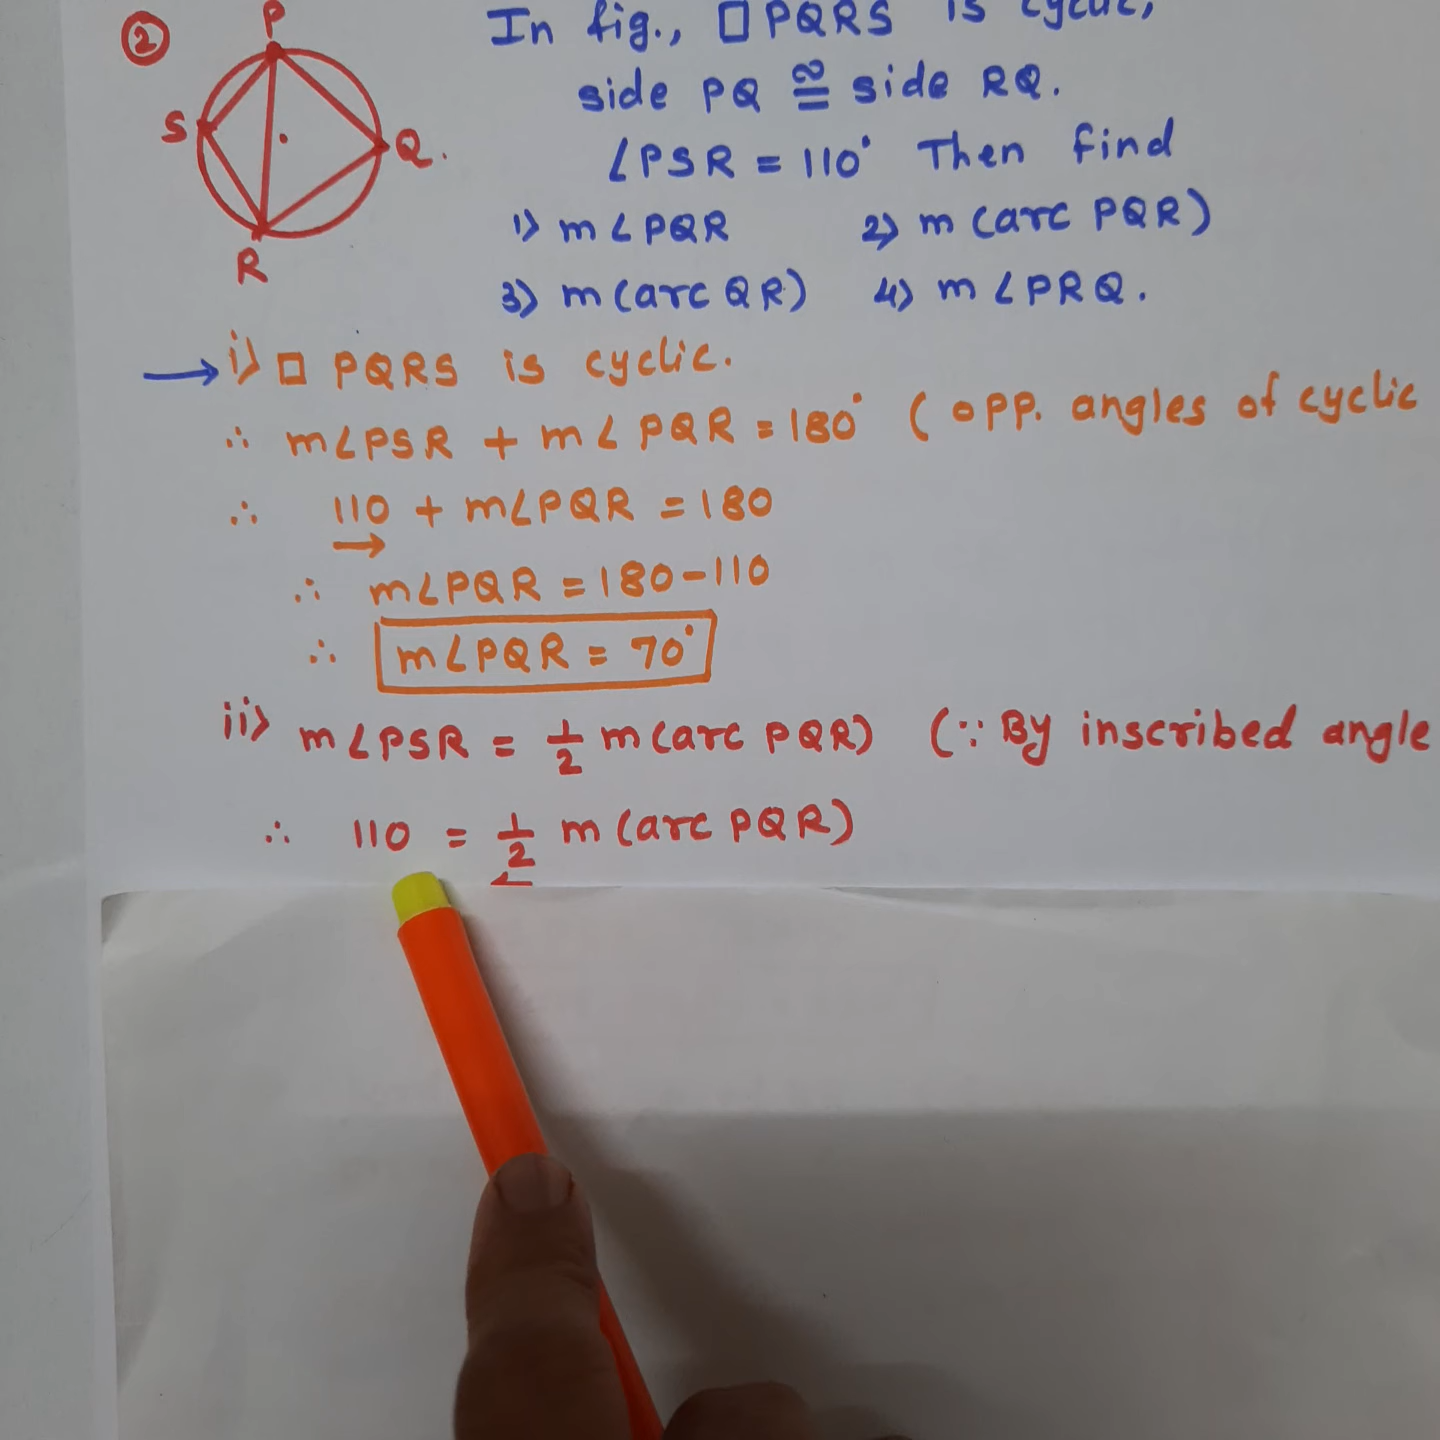 ② P
S
Q.
R
In fig., □PQRS is cyclic,
side PQ ≅ side RQ.
∠PSR = 110° Then find
1) m∠PQR 2) m(arc PQR)
3) m(arc QR) 4) m∠PRQ.
→ i) □ PQRS is cyclic.
∴ m∠PSR + m∠PQR = 180° (opp. angles of cyclic
∴ 110 + m∠PQR = 180
∴ m∠PQR = 180-110
∴ m∠PQR = 70°
ii) m∠PSR = 1/2 m(arc PQR) (∵ By inscribed angle
∴ 110 = 1/2 m(arc PQR)